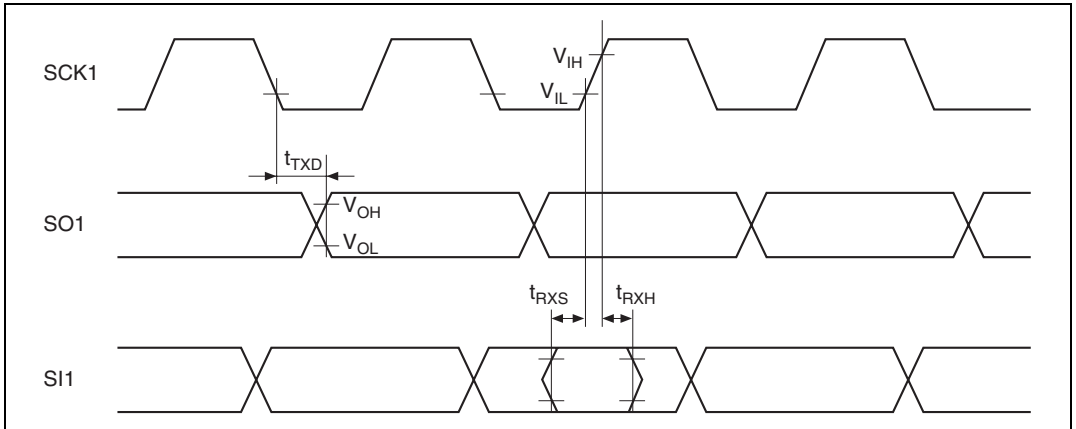 SCK1
V_IH
V_IL
t_TXD
SO1
V_OH
V_OL
t_RXS
t_RXH
SI1